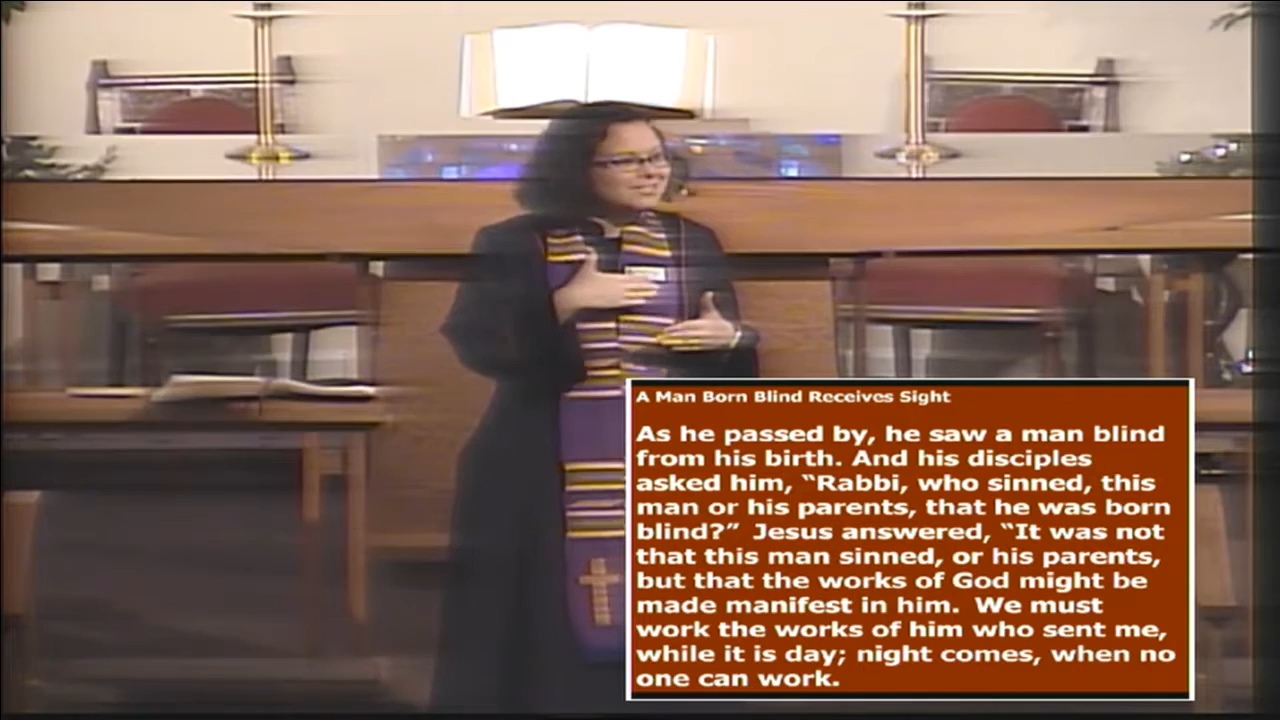 A Man Born Blind Receives Sight
As he passed by, he saw a man blind
from his birth. And his disciples
asked him, “Rabbi, who sinned, this
man or his parents, that he was born
blind?” Jesus answered, “It was not
that this man sinned, or his parents,
but that the works of God might be
made manifest in him. We must
work the works of him who sent me,
while it is day; night comes, when no
one can work.